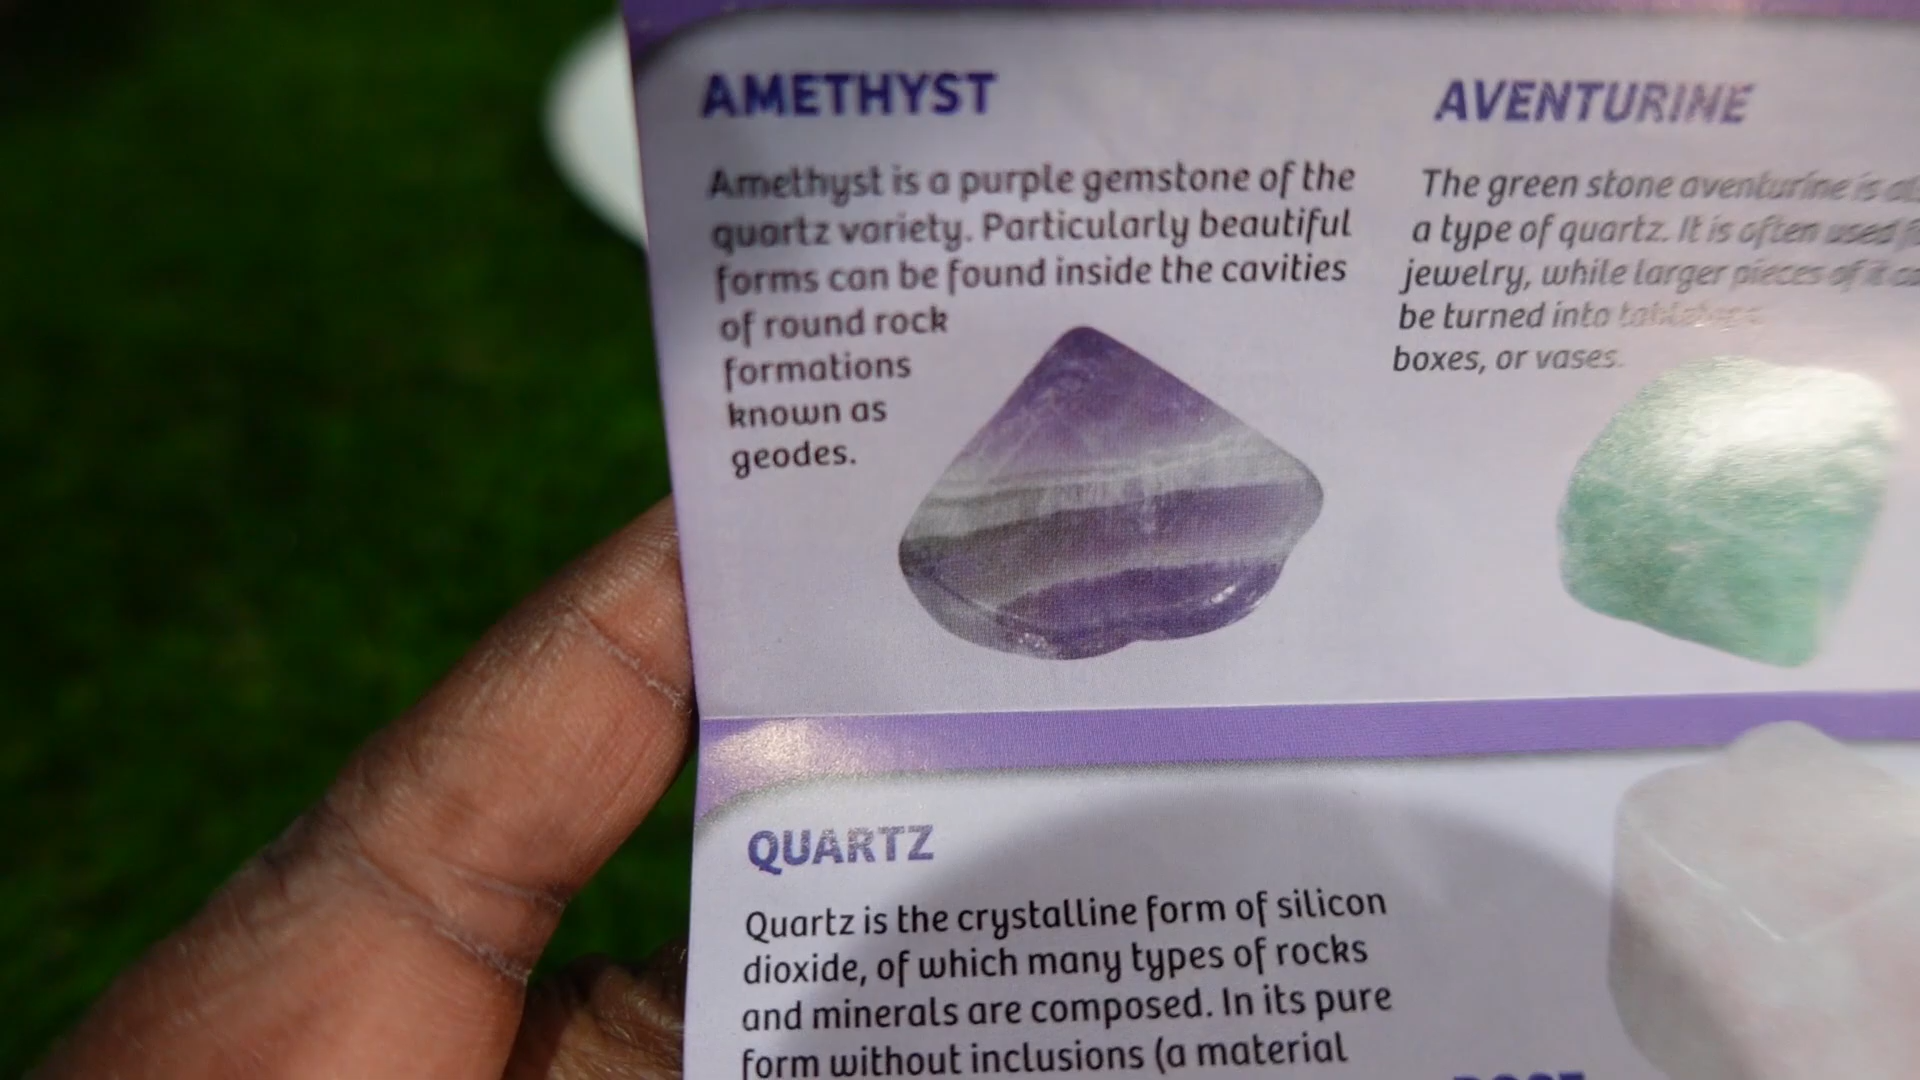 AMETHYST
Amethyst is a purple gemstone of the
quartz variety. Particularly beautiful
forms can be found inside the cavities
of round rock
formations
known as
geodes.
AVENTURINE
The green stone aventurine is
a type of quartz. It is often used
jewelry, while larger pieces of it
be turned into
boxes, or vases.
QUARTZ
Quartz is the crystalline form of silicon
dioxide, of which many types of rocks
and minerals are composed. In its pure
form without inclusions (a material